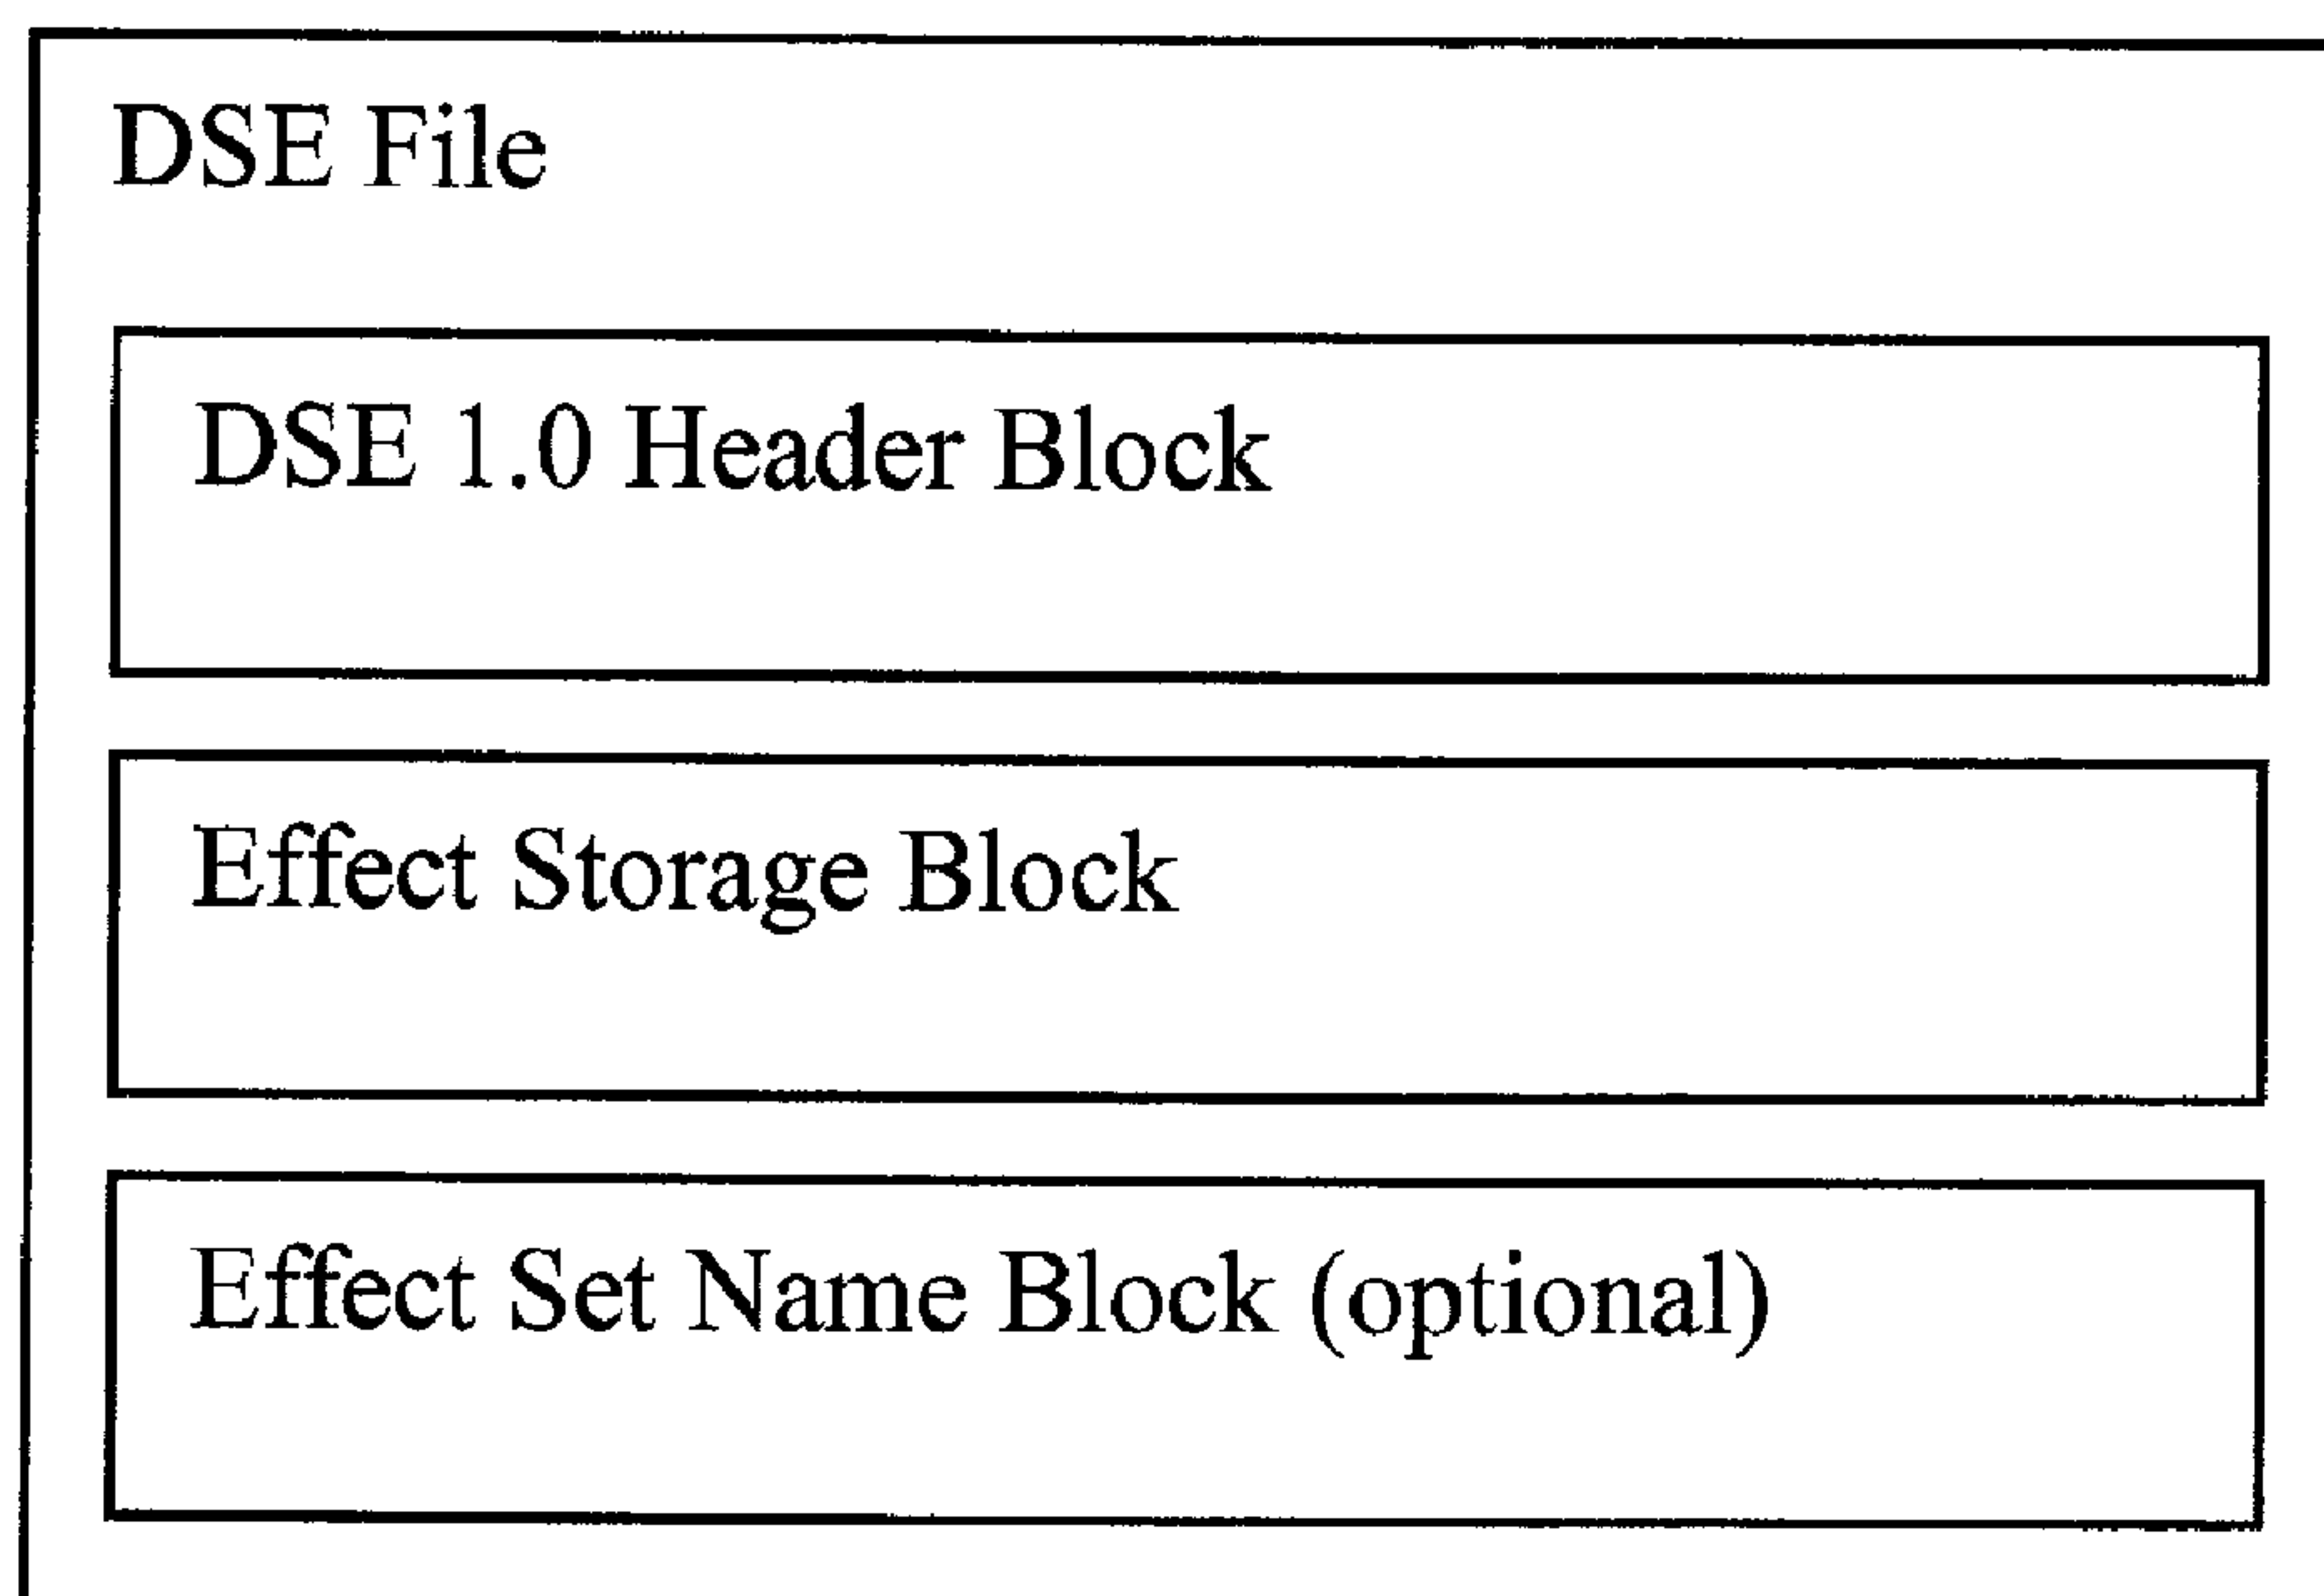 DSE File
DSE 1.0 Header Block
Effect Storage Block
Effect Set Name Block (optional)